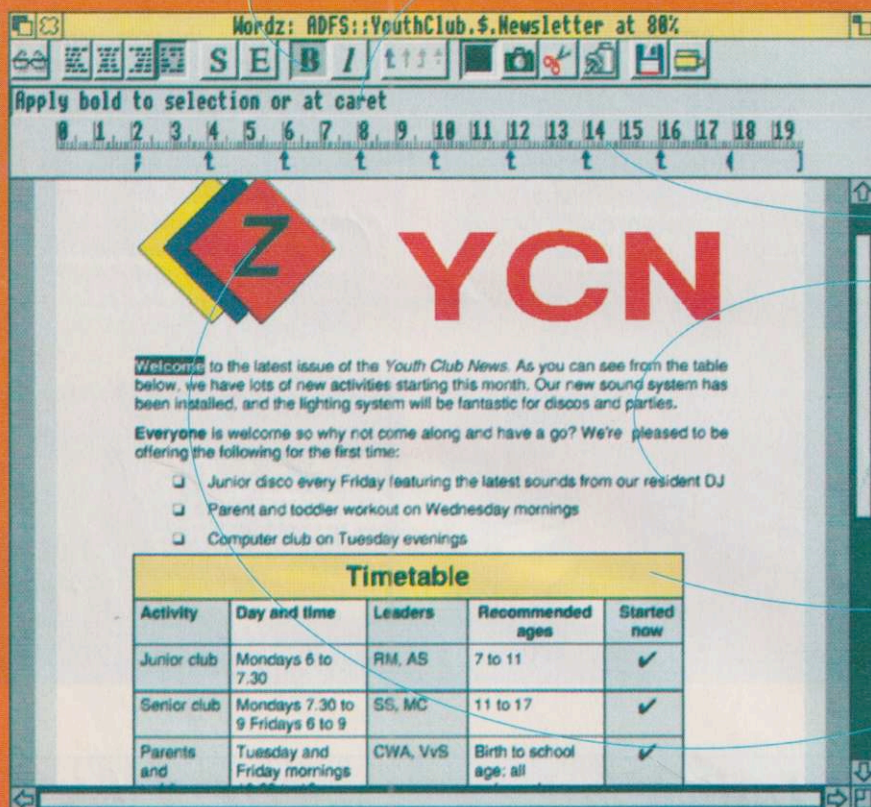 Wordz: ADFS::YouthClub.$.Newsletter at 80%
S E B I
Apply bold to selection or at caret
0 1 2 3 4 5 6 7 8 9 10 11 12 13 14 15 16 17 18 19
Z YCN
Welcome to the latest issue of the Youth Club News. As you can see from the table
below, we have lots of new activities starting this month. Our new sound system has
been installed, and the lighting system will be fantastic for discos and parties.
Everyone is welcome so why not come along and have a go? We're pleased to be
offering the following for the first time:
Junior disco every Friday featuring the latest sounds from our resident DJ
Parent and toddler workout on Wednesday mornings
Computer club on Tuesday evenings
Timetable
Activity Day and time Leaders Recommended ages Started now
Junior club Mondays 6 to 7.30 RM, AS 7 to 11 ✓
Senior club Mondays 7.30 to 9 Fridays 6 to 9 SS, MC 11 to 17 ✓
Parents and Tuesday and Friday mornings CWA, VvS Birth to school age: all ✓